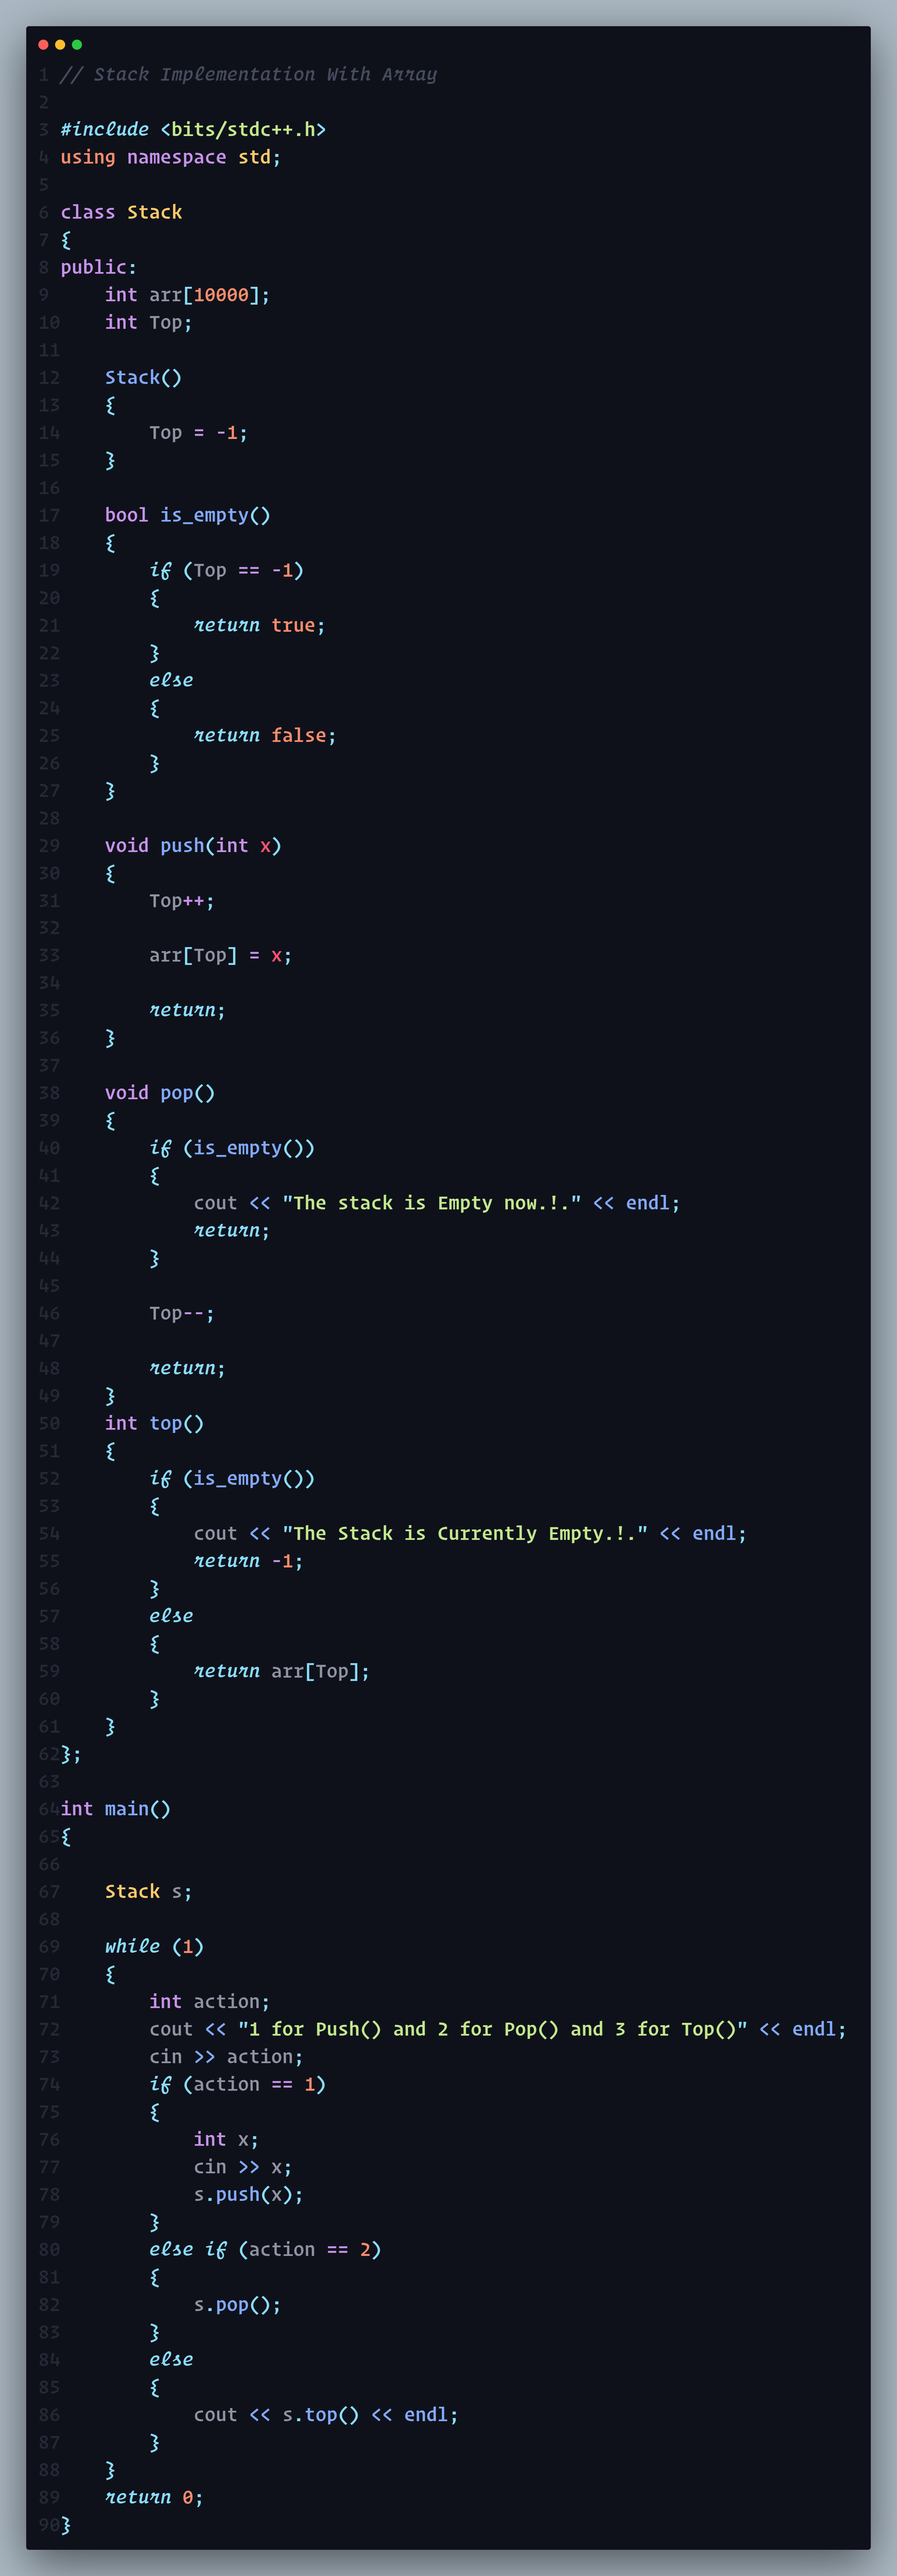 1 // Stack Implementation With Array
2
3 #include <bits/stdc++.h>
4 using namespace std;
5
6 class Stack
7 {
8 public:
9     int arr[10000];
10     int Top;
11
12     Stack()
13     {
14         Top = -1;
15     }
16
17     bool is_empty()
18     {
19         if (Top == -1)
20         {
21             return true;
22         }
23         else
24         {
25             return false;
26         }
27     }
28
29     void push(int x)
30     {
31         Top++;
32
33         arr[Top] = x;
34
35         return;
36     }
37
38     void pop()
39     {
40         if (is_empty())
41         {
42             cout << "The stack is Empty now.!." << endl;
43             return;
44         }
45
46         Top--;
47
48         return;
49     }
50     int top()
51     {
52         if (is_empty())
53         {
54             cout << "The Stack is Currently Empty.!." << endl;
55             return -1;
56         }
57         else
58         {
59             return arr[Top];
60         }
61     }
62 };
63
64 int main()
65 {
66
67     Stack s;
68
69     while (1)
70     {
71         int action;
72         cout << "1 for Push() and 2 for Pop() and 3 for Top()" << endl;
73         cin >> action;
74         if (action == 1)
75         {
76             int x;
77             cin >> x;
78             s.push(x);
79         }
80         else if (action == 2)
81         {
82             s.pop();
83         }
84         else
85         {
86             cout << s.top() << endl;
87         }
88     }
89     return 0;
90 }